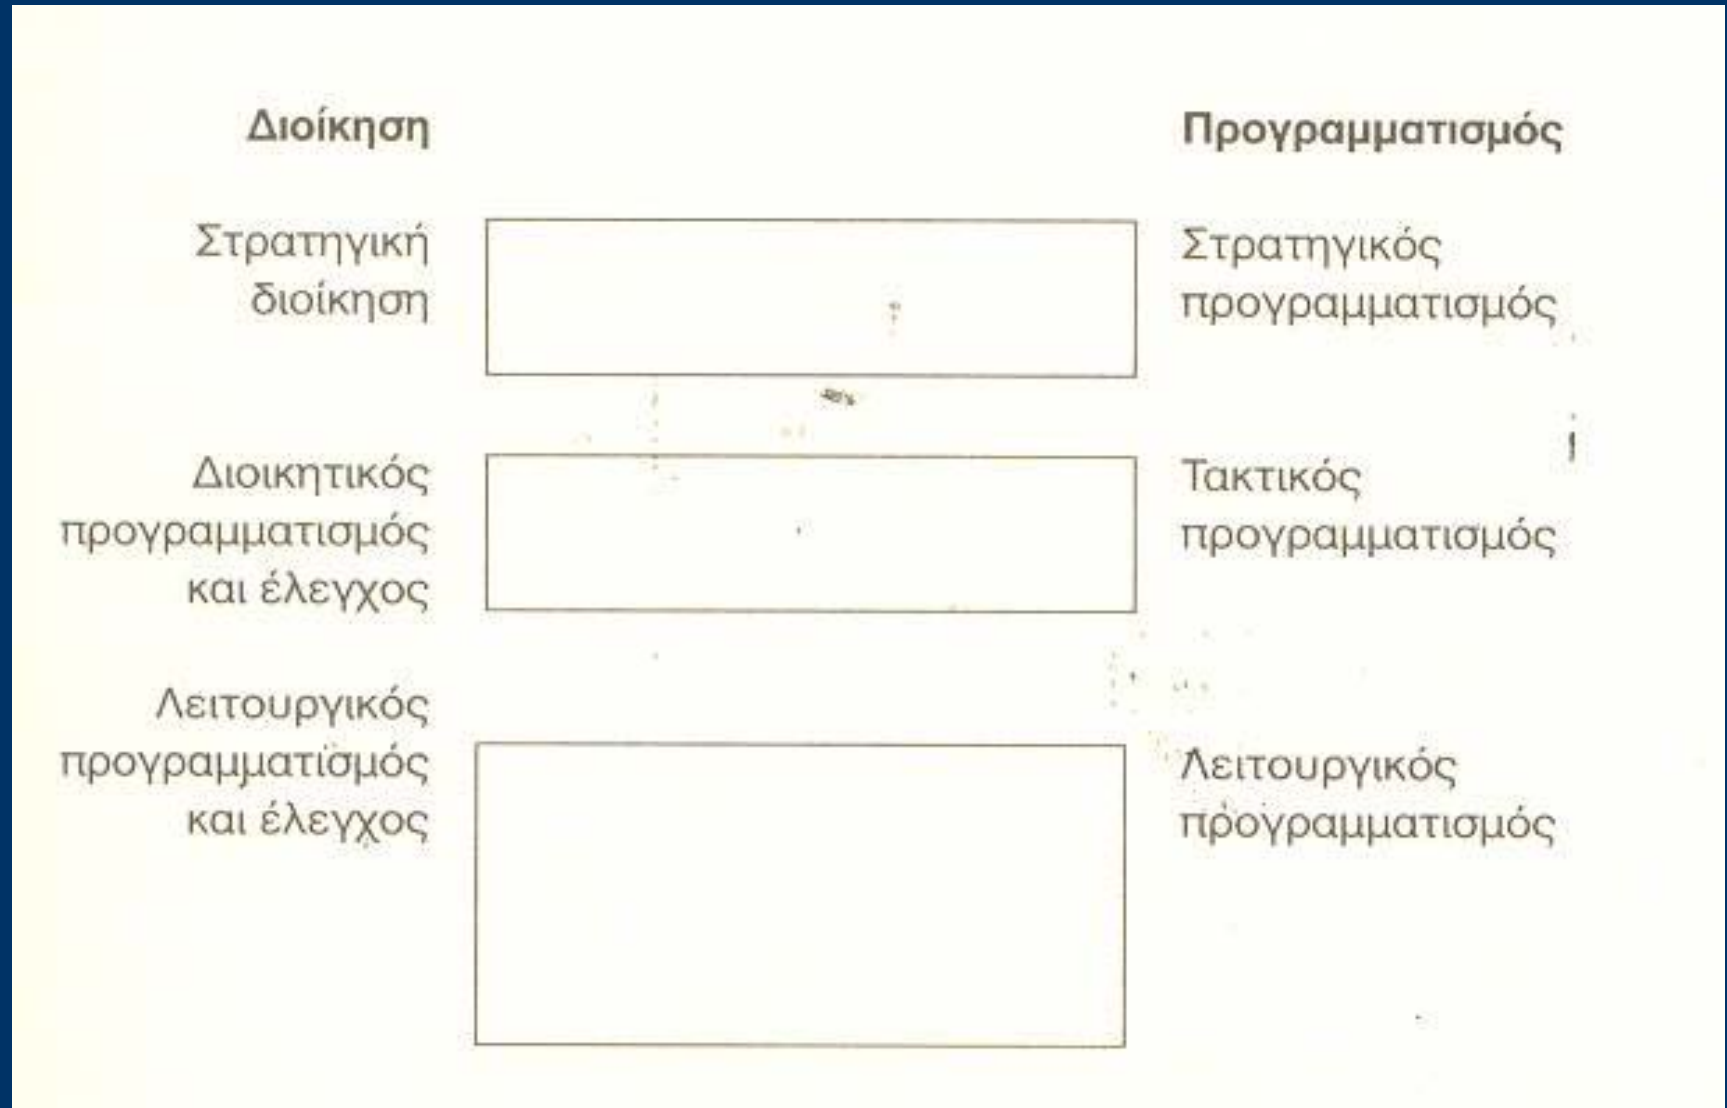 Διοίκηση
Προγραμματισμός
Στρατηγική
διοίκηση
Στρατηγικός
προγραμματισμός
Διοικητικός
προγραμματισμός
και έλεγχος
Τακτικός
προγραμματισμός
Λειτουργικός
προγραμματισμός
και έλεγχος
Λειτουργικός
προγραμματισμός